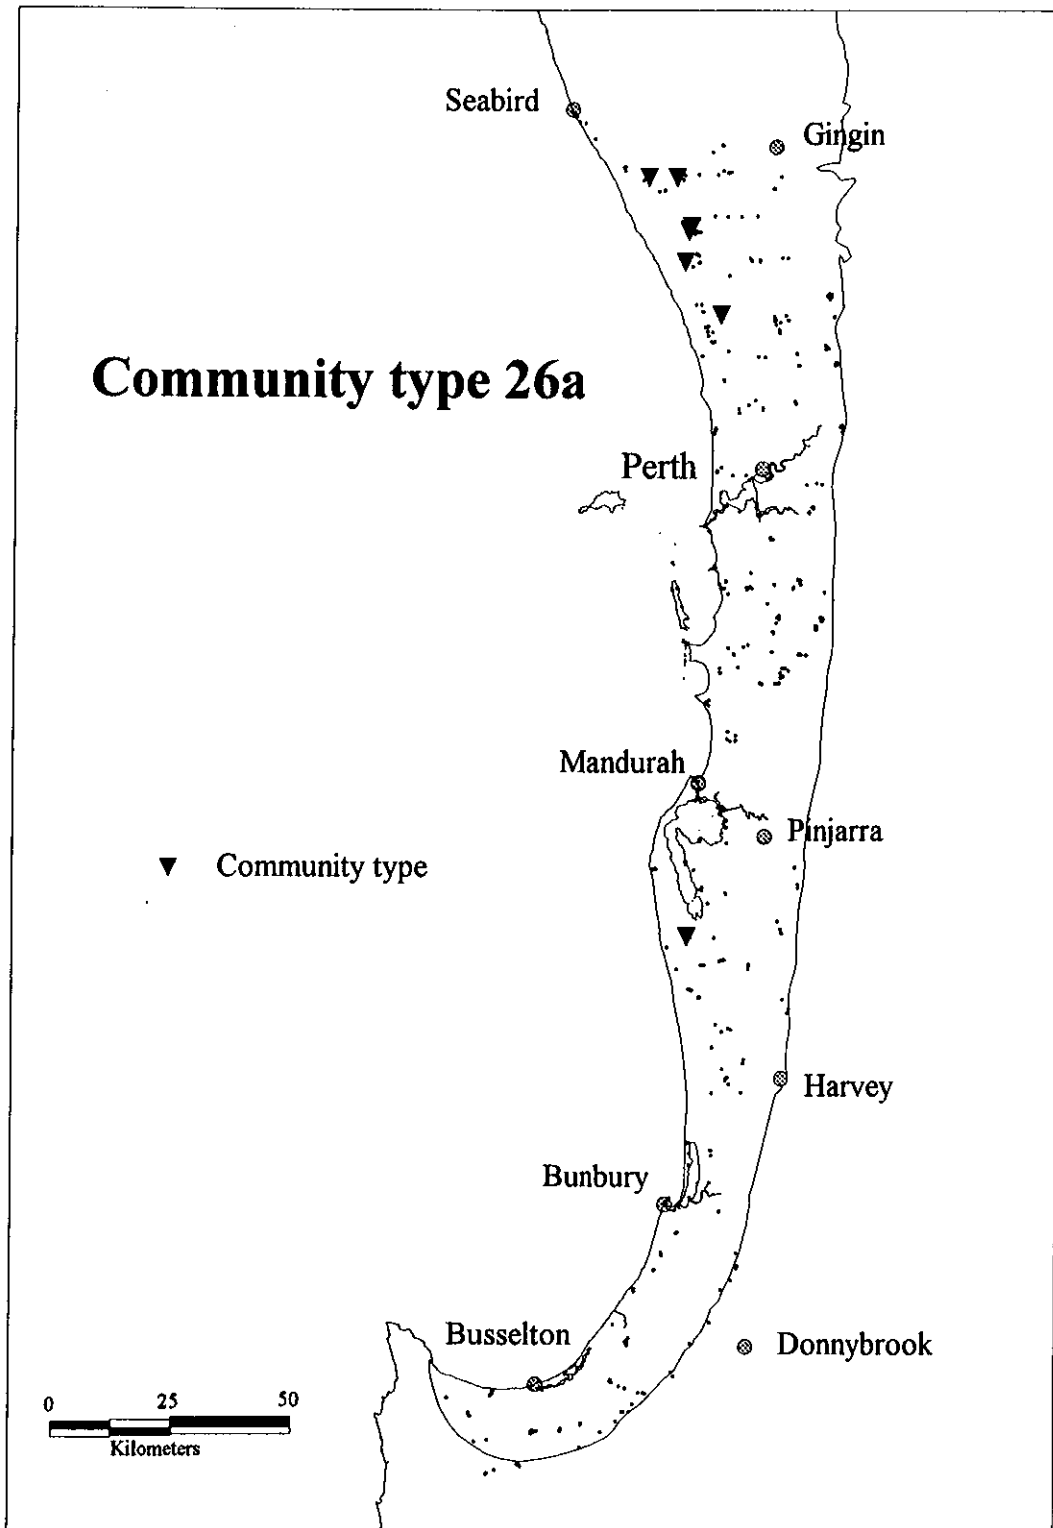 Seabird
Gingin
Community type 26a
Perth
Mandurah
Pinjarra
Community type
Harvey
Bunbury
Busselton
Donnybrook
0 25 50
Kilometers